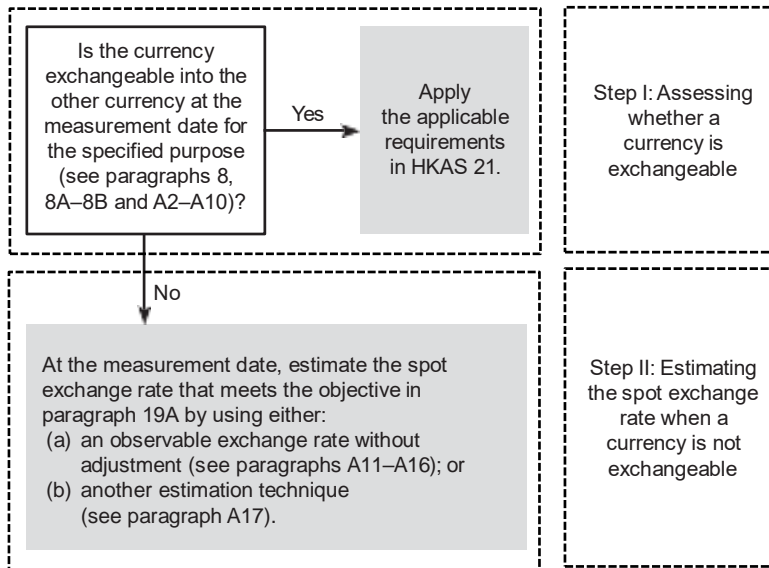 Is the currency
exchangeable into the
other currency at the
measurement date for
the specified purpose
(see paragraphs 8,
8A–8B and A2–A10)?
Yes
Apply
the applicable
requirements
in HKAS 21.
Step I: Assessing
whether a
currency is
exchangeable
No
At the measurement date, estimate the spot
exchange rate that meets the objective in
paragraph 19A by using either:
(a) an observable exchange rate without
adjustment (see paragraphs A11–A16); or
(b) another estimation technique
(see paragraph A17).
Step II: Estimating
the spot exchange
rate when a
currency is not
exchangeable